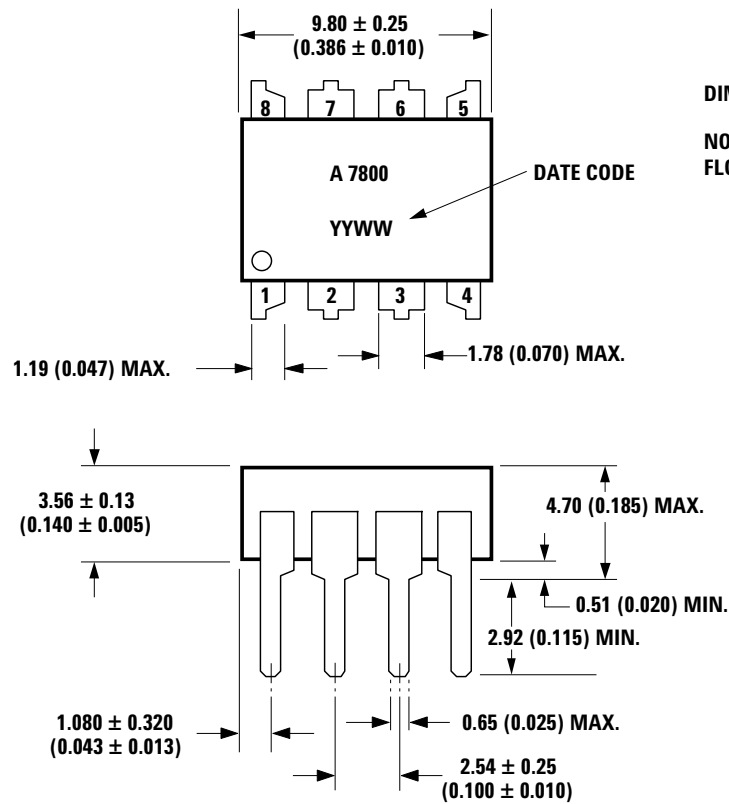 9.80 ± 0.25
(0.386 ± 0.010)
DIM
NO
FLO
8 7 6 5
A 7800
DATE CODE
YYWW
1 2 3 4
1.19 (0.047) MAX.
1.78 (0.070) MAX.
3.56 ± 0.13
(0.140 ± 0.005)
4.70 (0.185) MAX.
0.51 (0.020) MIN.
2.92 (0.115) MIN.
1.080 ± 0.320
(0.043 ± 0.013)
0.65 (0.025) MAX.
2.54 ± 0.25
(0.100 ± 0.010)